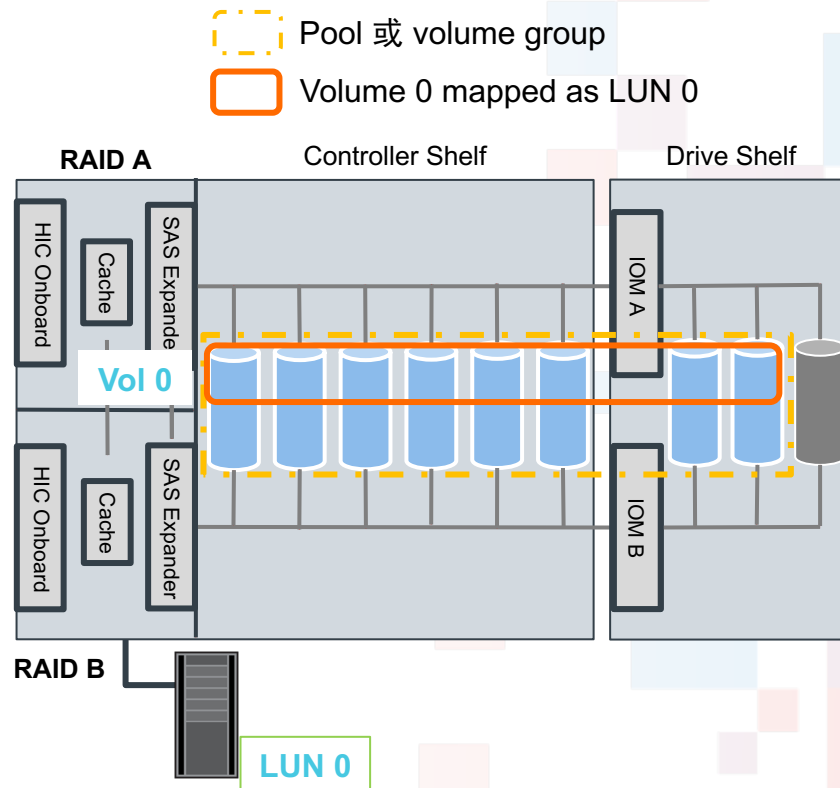 Pool 或 volume group
Volume 0 mapped as LUN 0
RAID A
Controller Shelf
Drive Shelf
HIC Onboard
Cache
SAS Expande
IOM A
Vol 0
HIC Onboard
Cache
SAS Expander
IOM B
RAID B
LUN 0